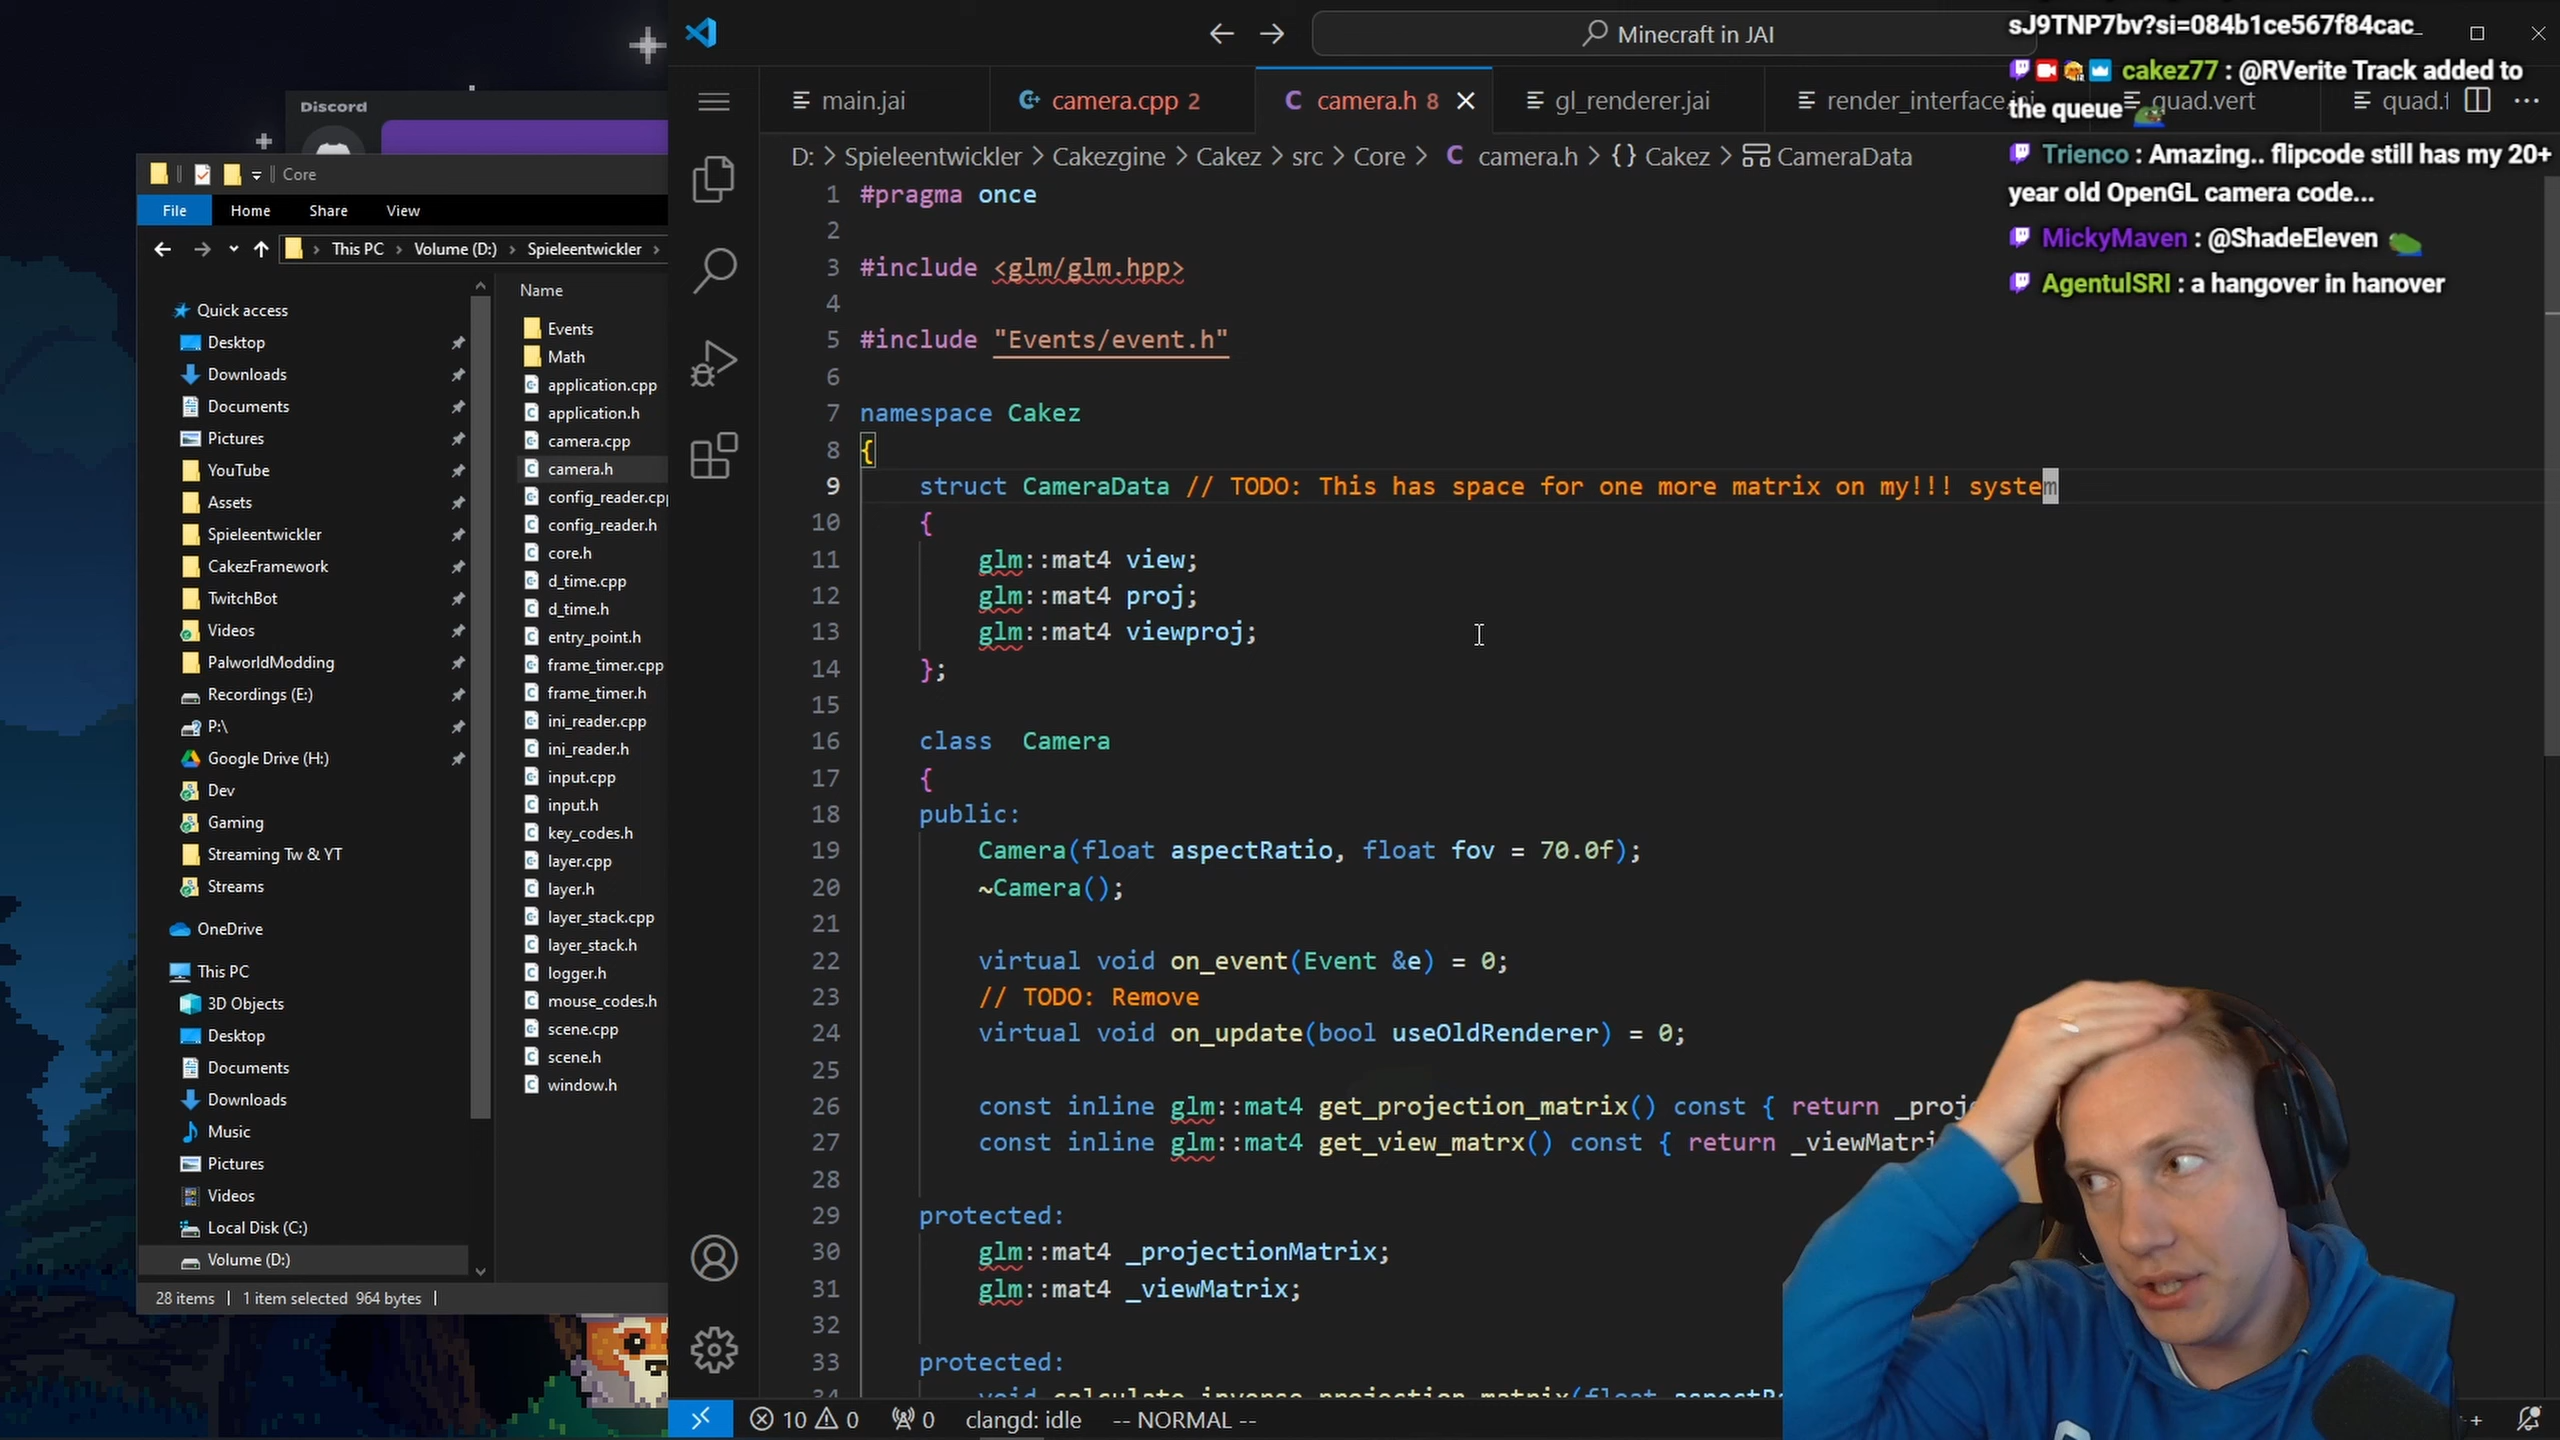 Discord
Core
File Home Share View
This PC Volume (D:) Spieleentwickler
Quick access
Desktop
Downloads
Documents
Pictures
YouTube
Assets
Spieleentwickler
CakezFramework
TwitchBot
Videos
PalworldModding
Recordings (E:)
P:\
Google Drive (H:)
Dev
Gaming
Streaming Tw & YT
Streams
OneDrive
This PC
3D Objects
Desktop
Documents
Downloads
Music
Pictures
Videos
Local Disk (C:)
Volume (D:)
28 items 1 item selected 964 bytes
Name
Events
Math
application.cpp
application.h
camera.cpp
camera.h
config_reader.cpp
config_reader.h
core.h
d_time.cpp
d_time.h
entry_point.h
frame_timer.cpp
frame_timer.h
ini_reader.cpp
ini_reader.h
input.cpp
input.h
key_codes.h
layer.cpp
layer.h
layer_stack.cpp
layer_stack.h
logger.h
mouse_codes.h
scene.cpp
scene.h
window.h
Minecraft in JAI
main.jai camera.cpp 2 camera.h 8 gl_renderer.jai render_interface.jai quad.vert quad.f
D: > Spieleentwickler > Cakezgine > Cakez > src > Core > C camera.h > {} Cakez > CameraData
1 #pragma once
2
3 #include <glm/glm.hpp>
4
5 #include "Events/event.h"
6
7 namespace Cakez
8 {
9 struct CameraData // TODO: This has space for one more matrix on my!!! system
10 {
11 glm::mat4 view;
12 glm::mat4 proj;
13 glm::mat4 viewproj;
14 };
15
16 class  Camera
17 {
18 public:
19 Camera(float aspectRatio, float fov = 70.0f);
20 ~Camera();
21
22 virtual void on_event(Event &e) = 0;
23 // TODO: Remove
24 virtual void on_update(bool useOldRenderer) = 0;
25
26 const inline glm::mat4 get_projection_matrix() const { return _proj
27 const inline glm::mat4 get_view_matrx() const { return _viewMatri
28
29 protected:
30 glm::mat4 _projectionMatrix;
31 glm::mat4 _viewMatrix;
32
33 protected:
34 void calculate_inverse_projection_matrix(float aspectR
10 0 0 clangd: idle -- NORMAL --
sJ9TNP7bv?si=084b1ce567f84cac
cakez77 : @RVerite Track added to
the queue
Trienco : Amazing.. flipcode still has my 20+
year old OpenGL camera code...
MickyMaven : @ShadeEleven
AgentulSRI : a hangover in hanover